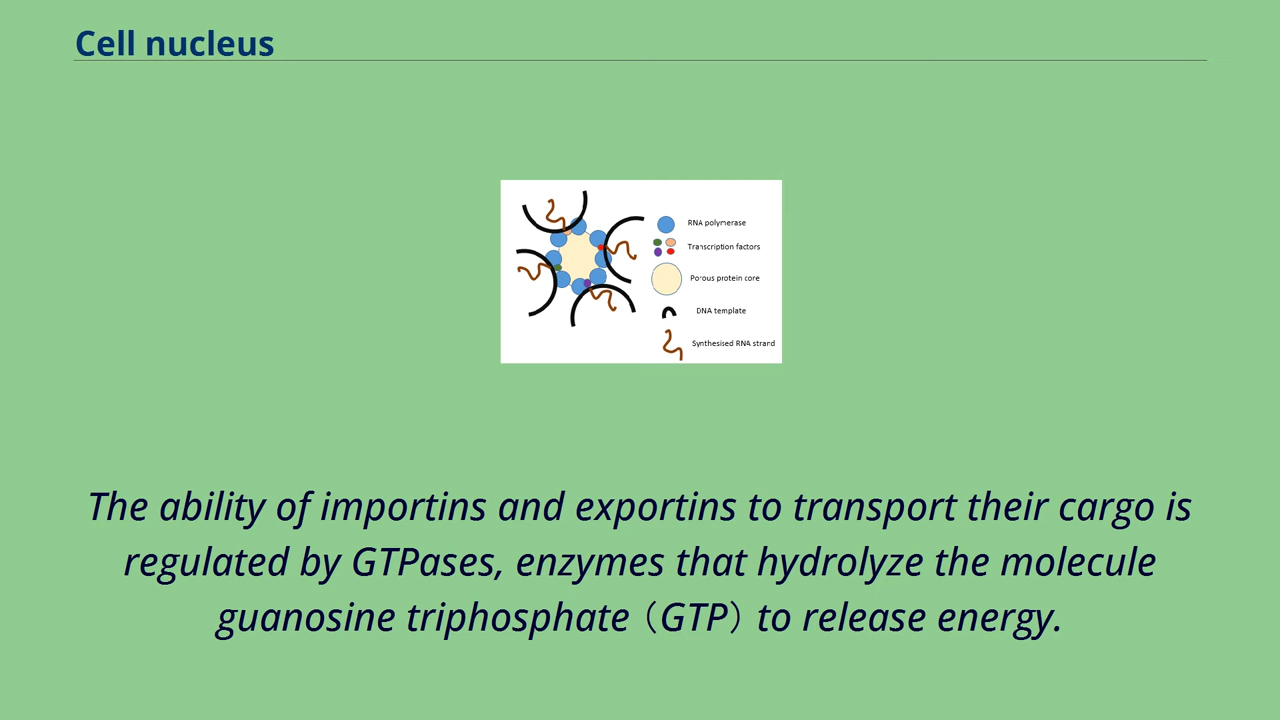 Cell nucleus
RNA polymerase
Transcription factors
Porous protein core
DNA template
Synthesised RNA strand
The ability of importins and exportins to transport their cargo is
regulated by GTPases, enzymes that hydrolyze the molecule
guanosine triphosphate（GTP）to release energy.